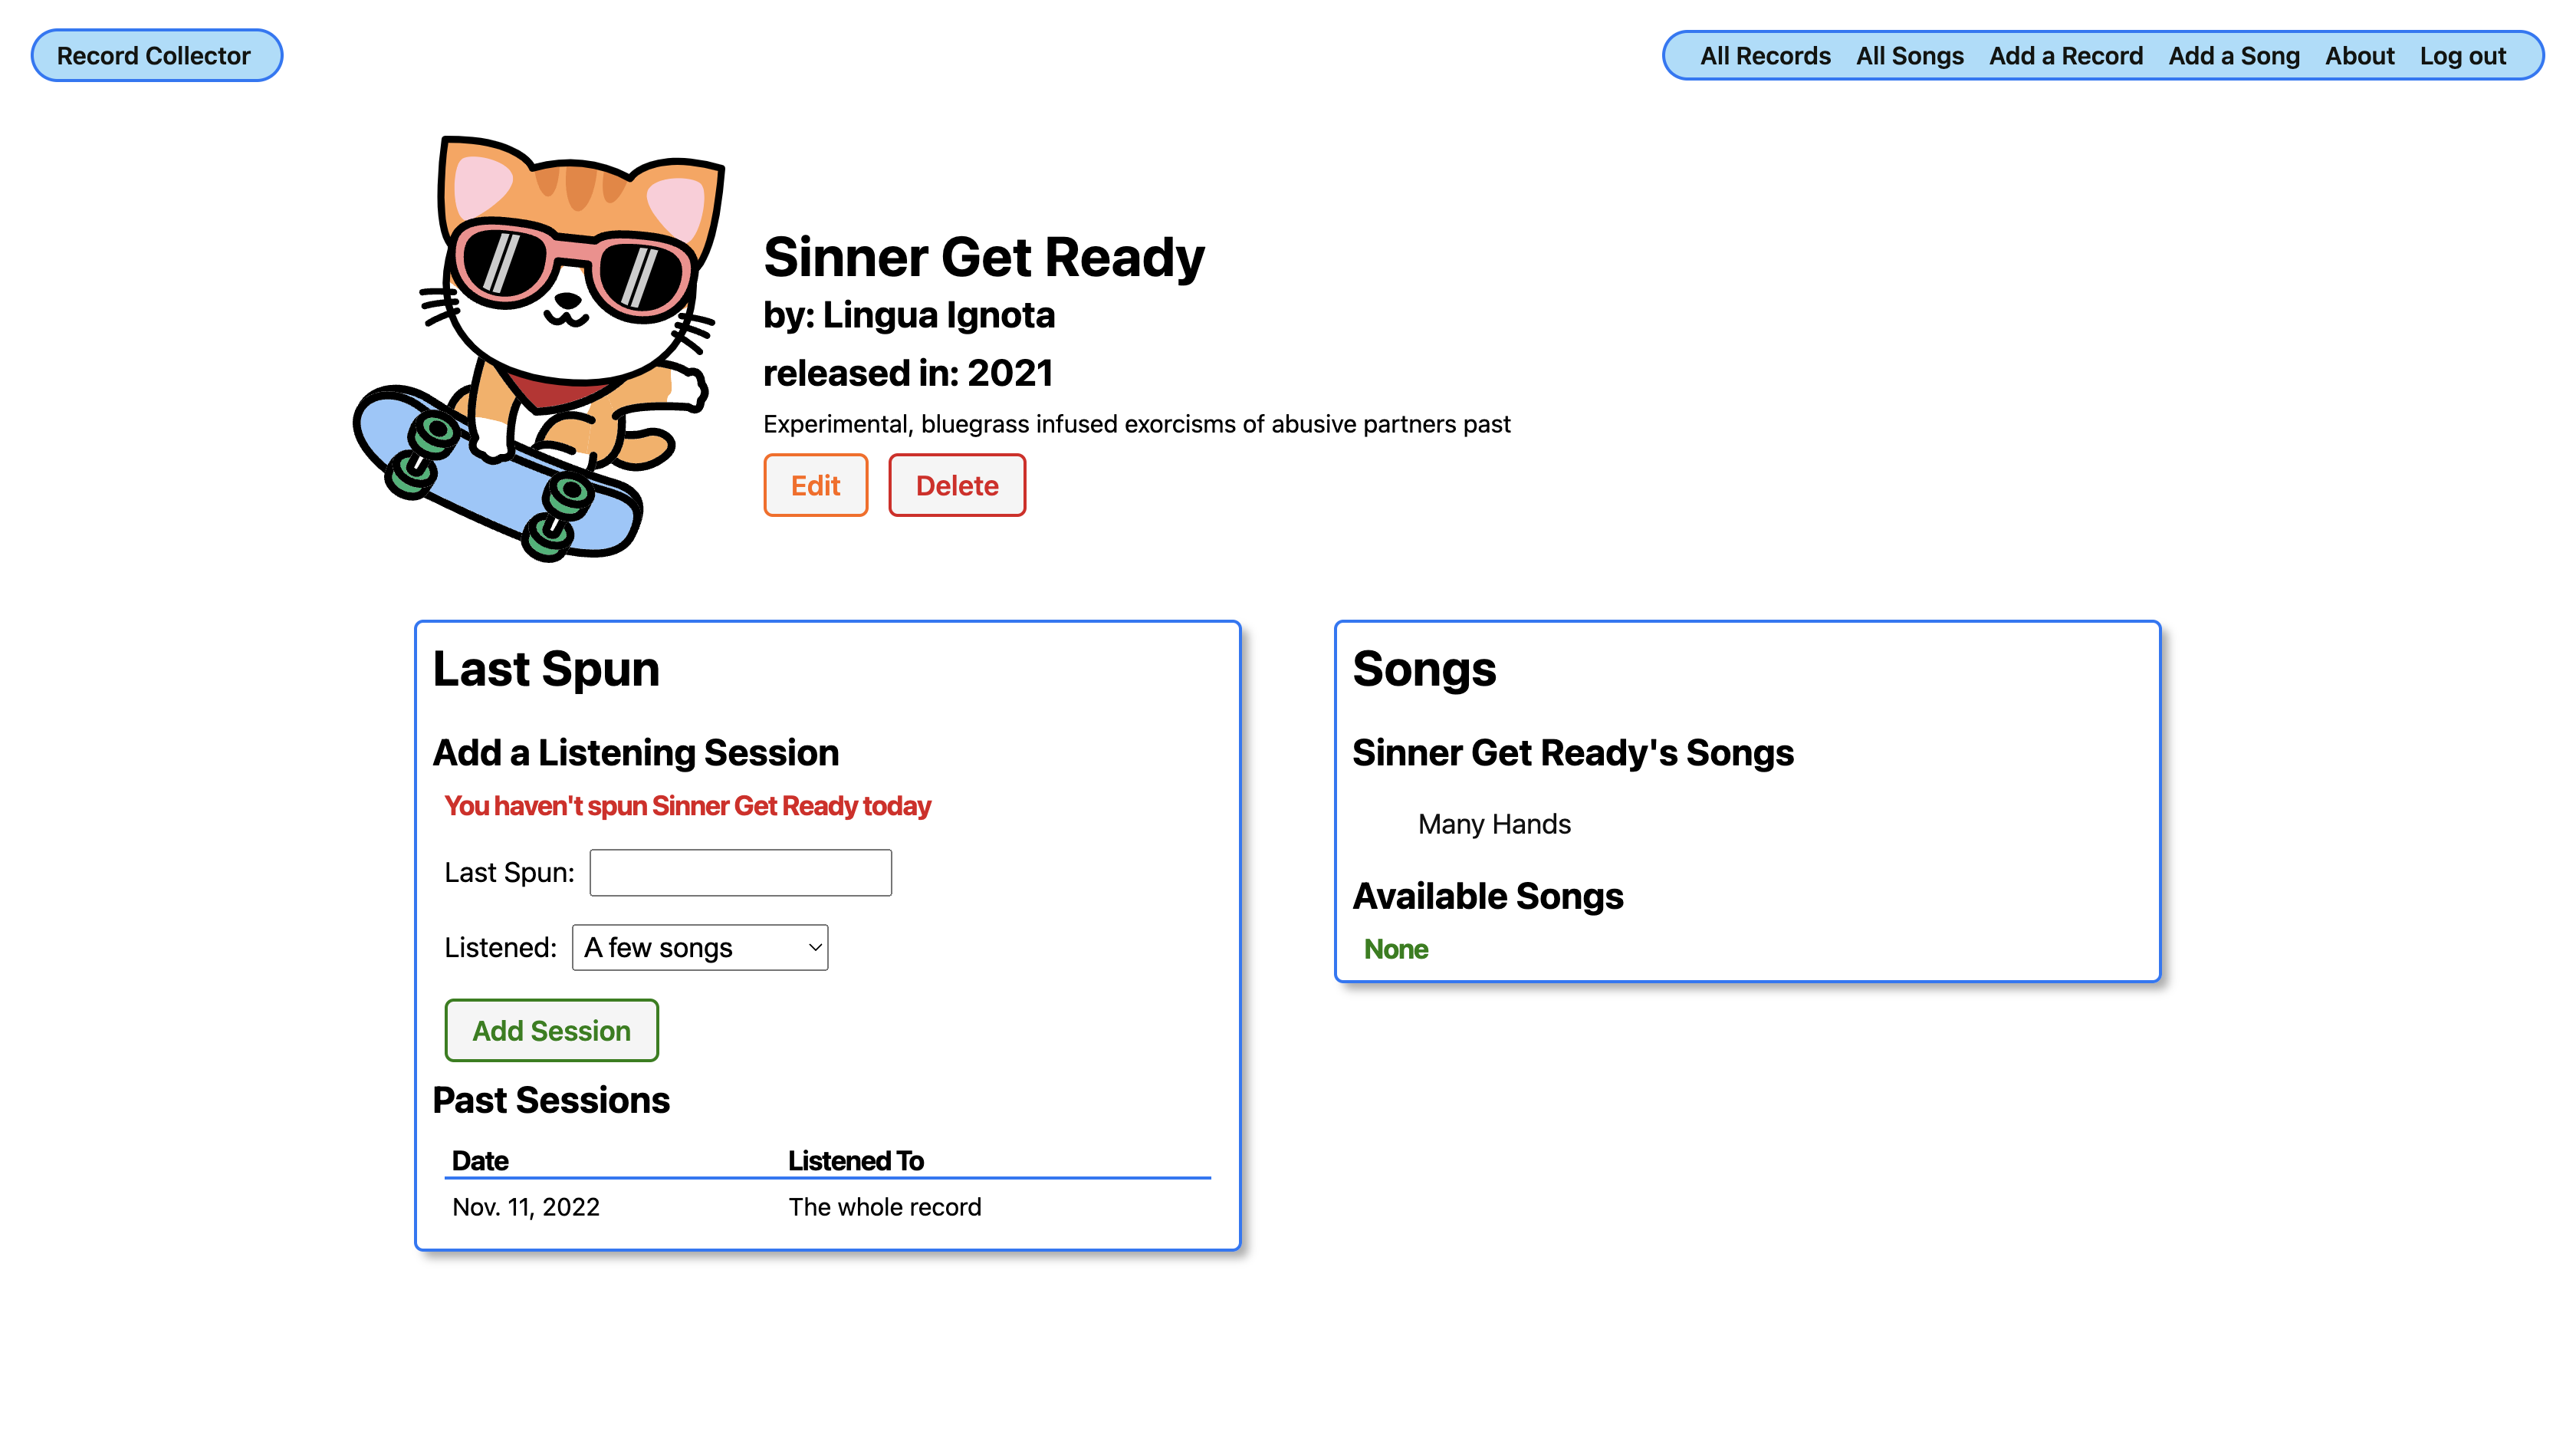 Record Collector
All Records All Songs Add a Record Add a Song About Log out
Sinner Get Ready
by: Lingua Ignota
released in: 2021
Experimental, bluegrass infused exorcisms of abusive partners past
Edit Delete
Last Spun
Add a Listening Session
You haven't spun Sinner Get Ready today
Last Spun:
Listened: A few songs
Add Session
Past Sessions
Date Listened To
Nov. 11, 2022 The whole record
Songs
Sinner Get Ready's Songs
Many Hands
Available Songs
None